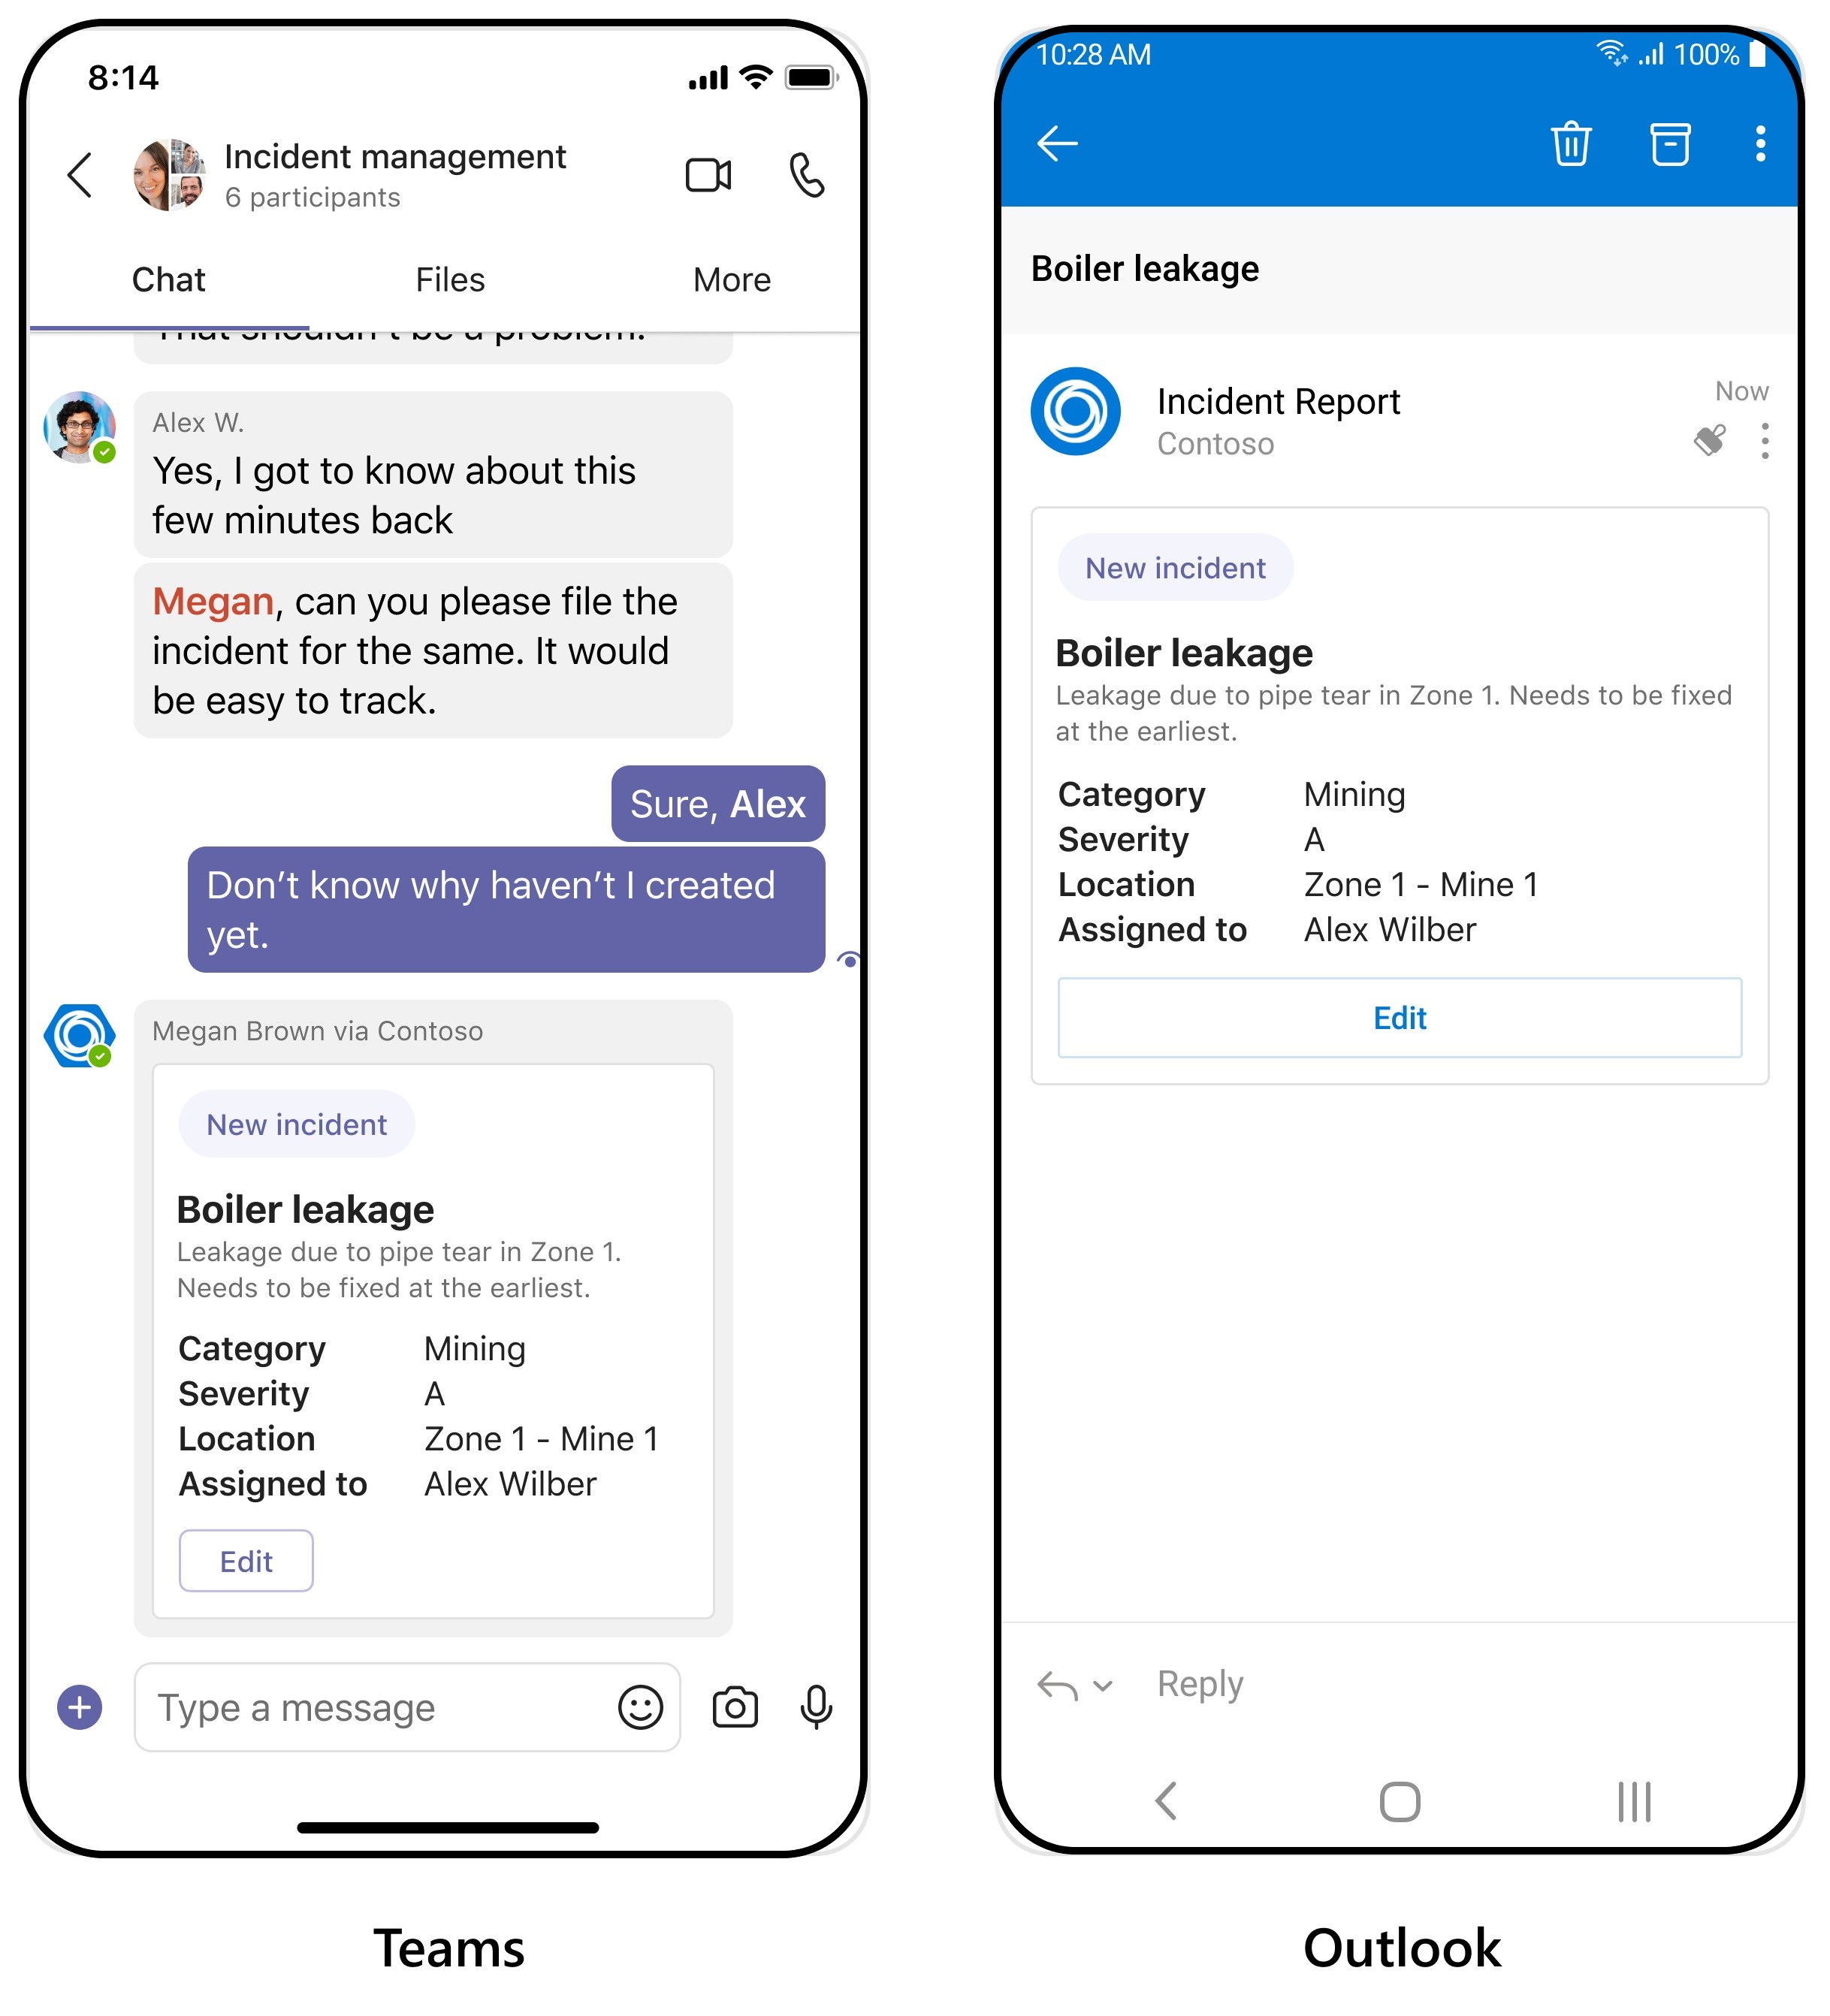 8:14
Incident management
6 participants
Chat
Files
More
That shouldn't be a problem.
Alex W.
Yes, I got to know about this
few minutes back
Megan, can you please file the
incident for the same. It would
be easy to track.
Sure, Alex
Don’t know why haven’t I created
yet.
Megan Brown via Contoso
New incident
Boiler leakage
Leakage due to pipe tear in Zone 1.
Needs to be fixed at the earliest.
Category Mining
Severity A
Location Zone 1 - Mine 1
Assigned to Alex Wilber
Edit
Type a message
Teams
10:28 AM
100%
Boiler leakage
Incident Report
Now
Contoso
New incident
Boiler leakage
Leakage due to pipe tear in Zone 1. Needs to be fixed
at the earliest.
Category Mining
Severity A
Location Zone 1 - Mine 1
Assigned to Alex Wilber
Edit
Reply
Outlook